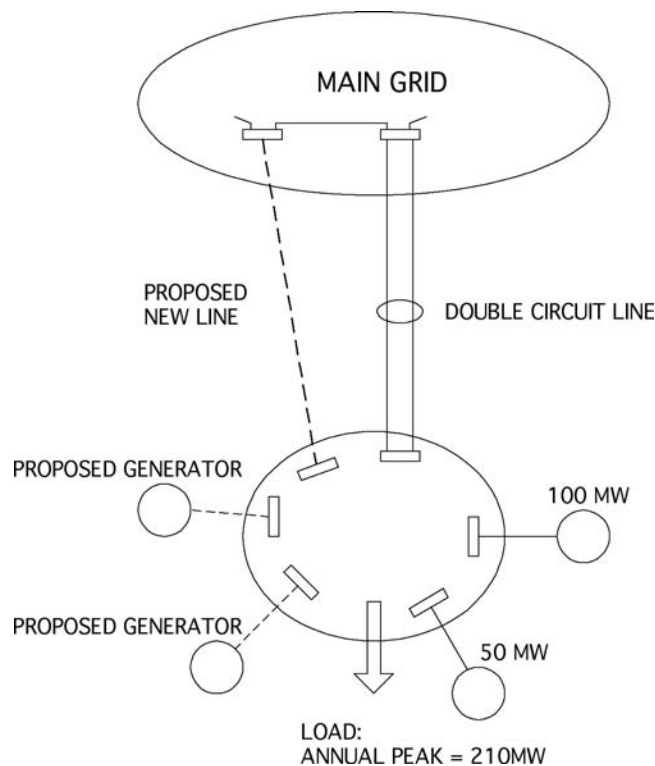 MAIN GRID
PROPOSED
NEW LINE
DOUBLE CIRCUIT LINE
PROPOSED GENERATOR
100 MW
PROPOSED GENERATOR
50 MW
LOAD:
ANNUAL PEAK = 210MW